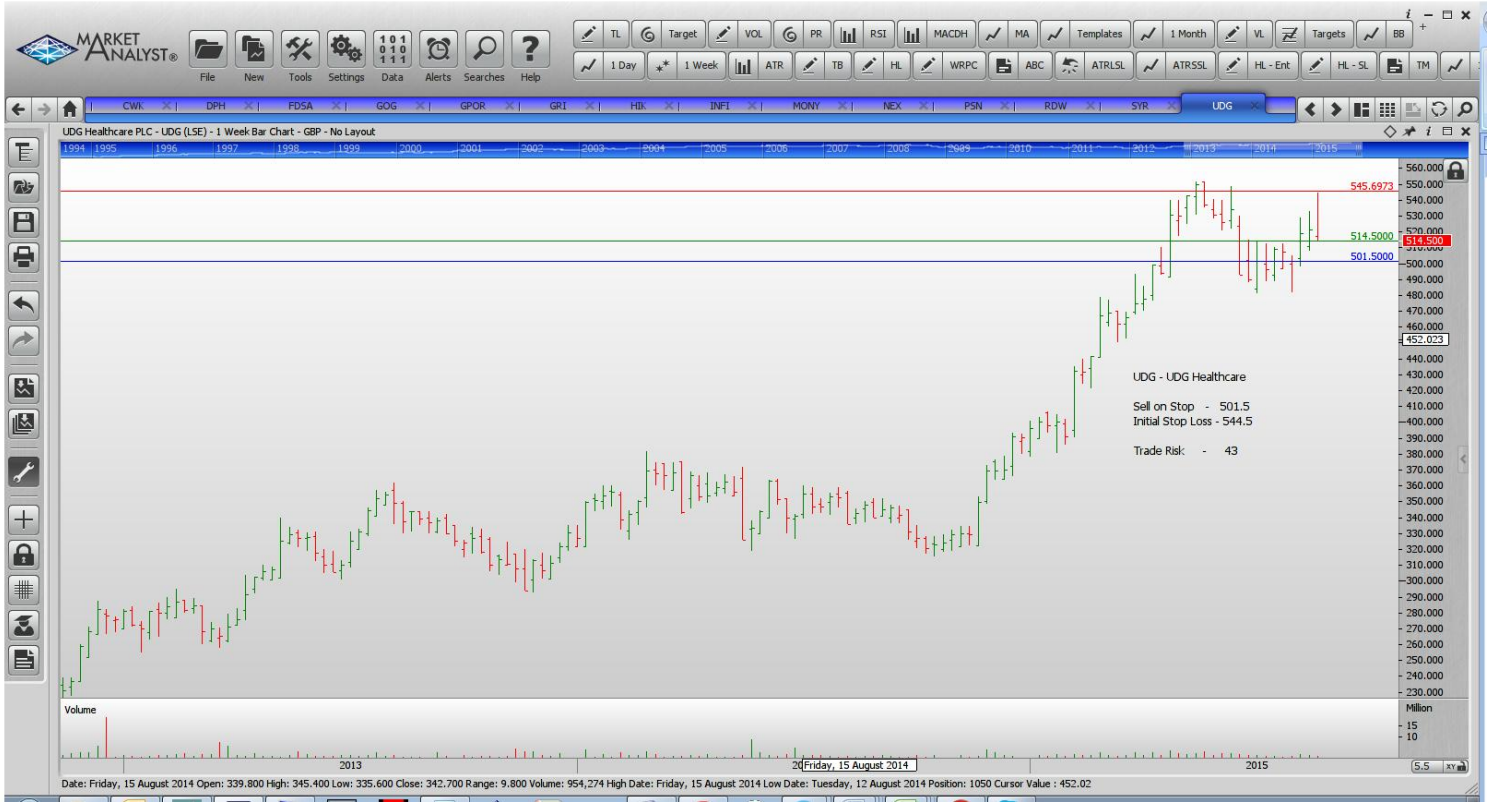 MARKET
ANALYST®
File New Tools Settings Data Alerts Searches Help
TL Target VOL PR RSI MACDH MA Templates 1 Month VL Targets BB
1 Day 1 Week ATR TB HL WRPC ABC ATRLSL ATRSSL HL - Ent HL - SL TM
CWK DPH FDSA GOG GPOR GRI HIK INFI MONY NEX PSN RDW SYR UDG
UDG Healthcare PLC - UDG (LSE) - 1 Week Bar Chart - GBP - No Layout
1994 1995 1996 1997 1998 1999 2000 2001 2002 2003 2004 2005 2006 2007 2008 2009 2010 2011 2012 2013 2014 2015
560.000
545.6973 550.000
540.000
530.000
520.000
514.5000 514.500
510.000
501.5000 500.000
490.000
480.000
470.000
460.000
452.023
440.000
430.000
420.000
410.000
400.000
390.000
380.000
370.000
360.000
350.000
340.000
330.000
320.000
310.000
300.000
290.000
280.000
270.000
260.000
250.000
240.000
230.000
UDG - UDG Healthcare
Sell on Stop - 501.5
Initial Stop Loss - 544.5
Trade Risk - 43
Volume Million
15
10
2013 Friday, 15 August 2014 2015 5.5 XY
Date: Friday, 15 August 2014 Open: 339.800 High: 345.400 Low: 335.600 Close: 342.700 Range: 9.800 Volume: 954,274 High Date: Friday, 15 August 2014 Low Date: Tuesday, 12 August 2014 Position: 1050 Cursor Value : 452.02